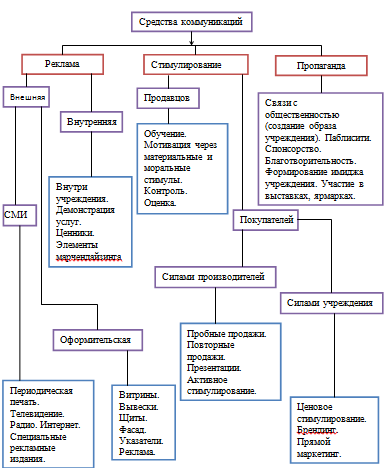 Средства коммуникаций
Реклама
Стимулирование
Пропаганда
Внешняя
Внутренняя
Внутри
учреждения.
Демонстрация
услуг.
Ценники.
Элементы
марчендайзинга
СМИ
Оформительская
Периодическая
печать.
Телевидение.
Радио. Интернет.
Специальные
рекламные
издания.
Витрины.
Вывески.
Щиты.
Фасад.
Указатели.
Реклама.
Продавцов
Обучение.
Мотивация через
материальные и
моральные
стимулы.
Контроль.
Оценка.
Покупателей
Силами производителей
Пробные продажи.
Повторные
продажи.
Презентации.
Активное
стимулирование.
Силами учреждения
Ценовое
стимулирование.
Брендинг.
Прямой
маркетинг.
Связи с
общественностью
(создание образа
учреждения). Паблисити.
Спонсорство.
Благотворительность.
Формирование имиджа
учреждения. Участие в
выставках, ярмарках.